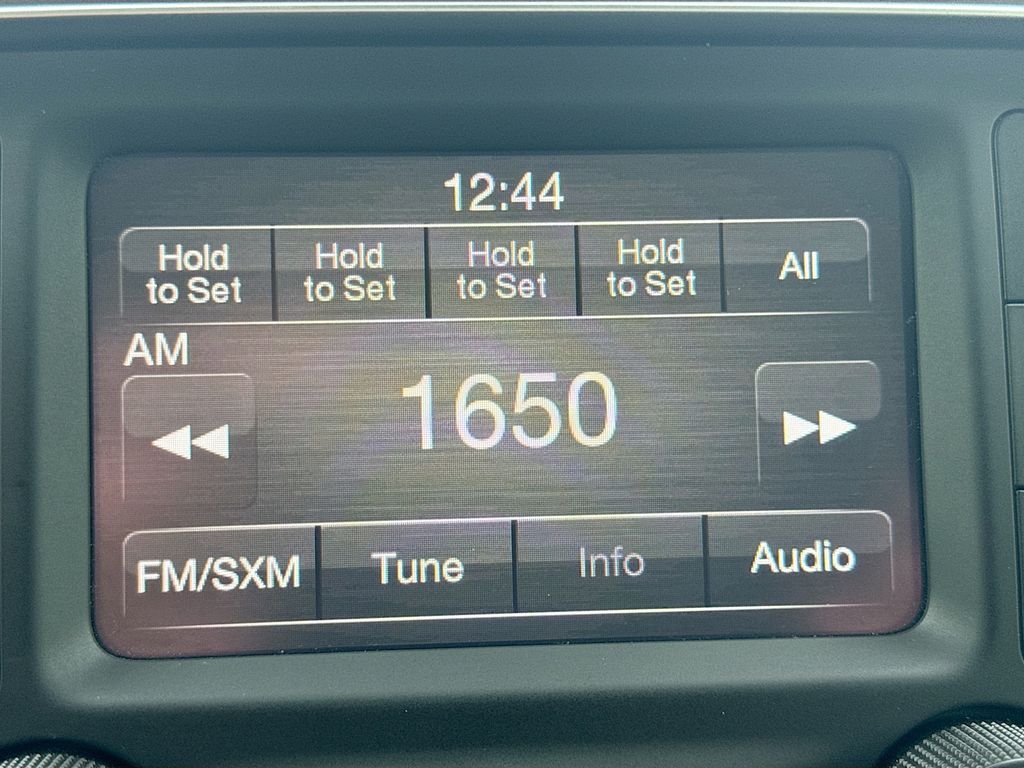 12:44
Hold to Set
Hold to Set
Hold to Set
Hold to Set
All
AM
1650
FM/SXM
Tune
Info
Audio